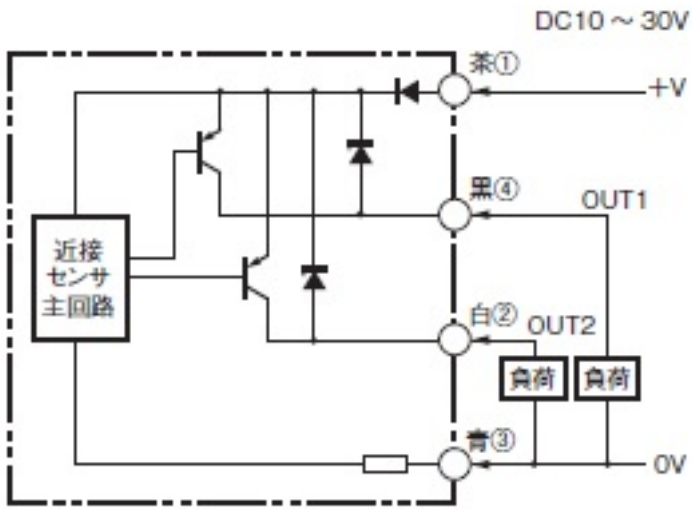 DC10 ～ 30V
茶①
+V
黒④
OUT1
近接
センサ
主回路
白②
OUT2
負荷
負荷
青③
0V